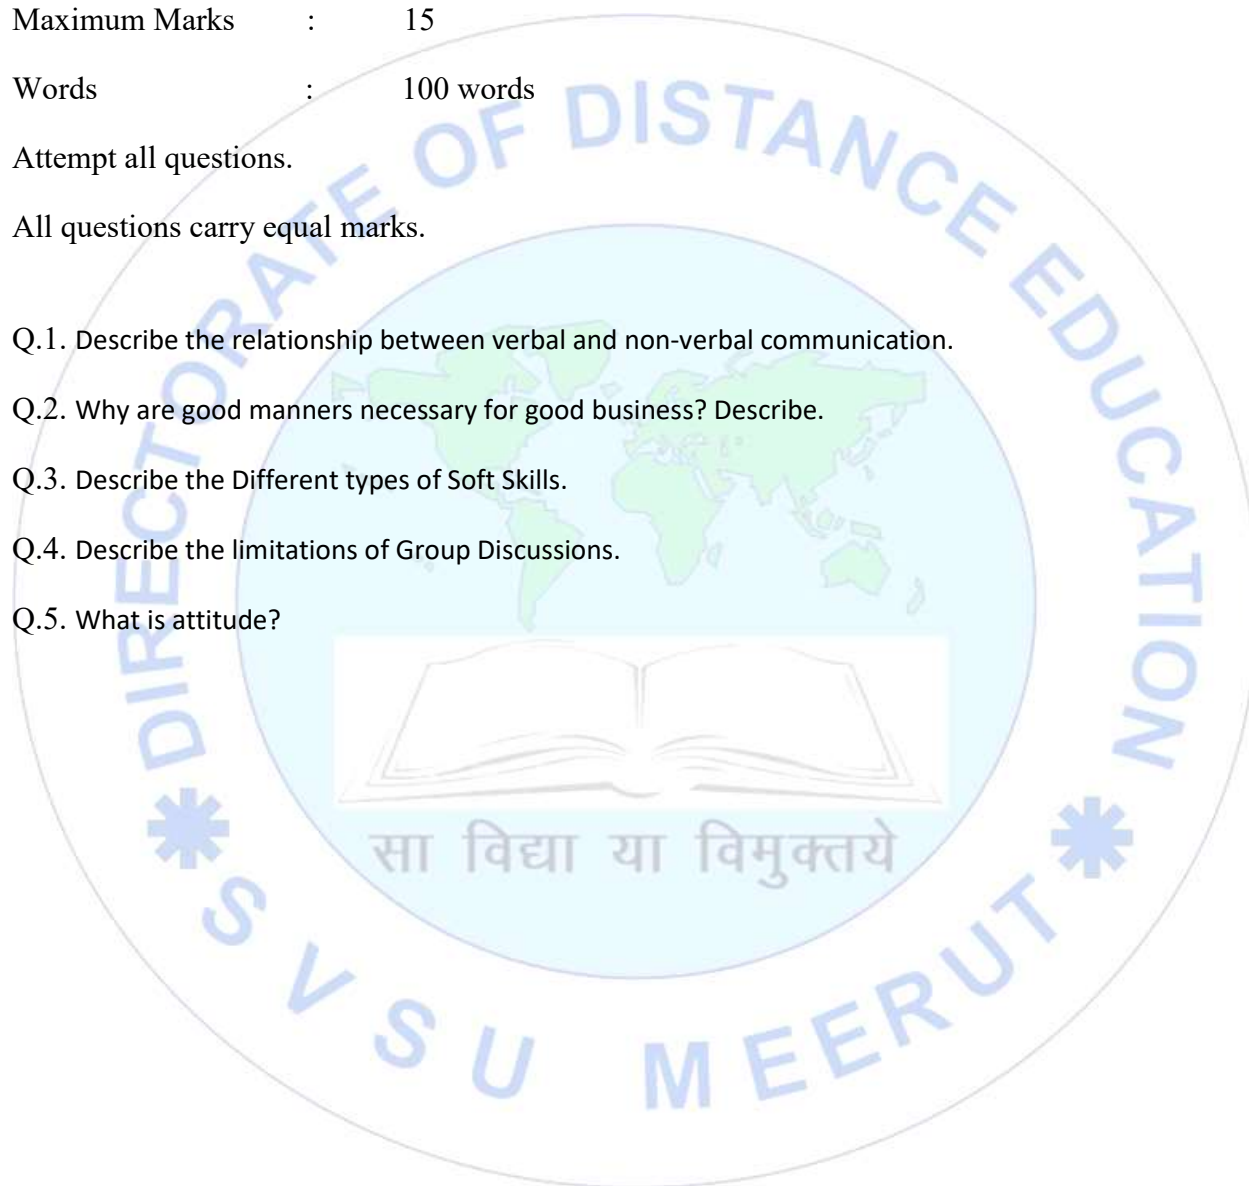 Maximum Marks : 15
Words : 100 words
Attempt all questions.
All questions carry equal marks.
Q.1. Describe the relationship between verbal and non-verbal communication.
Q.2. Why are good manners necessary for good business? Describe.
Q.3. Describe the Different types of Soft Skills.
Q.4. Describe the limitations of Group Discussions.
Q.5. What is attitude?
DIRECTORATE OF DISTANCE EDUCATION
सा विद्या या विमुक्तये
SVSU MEERUT